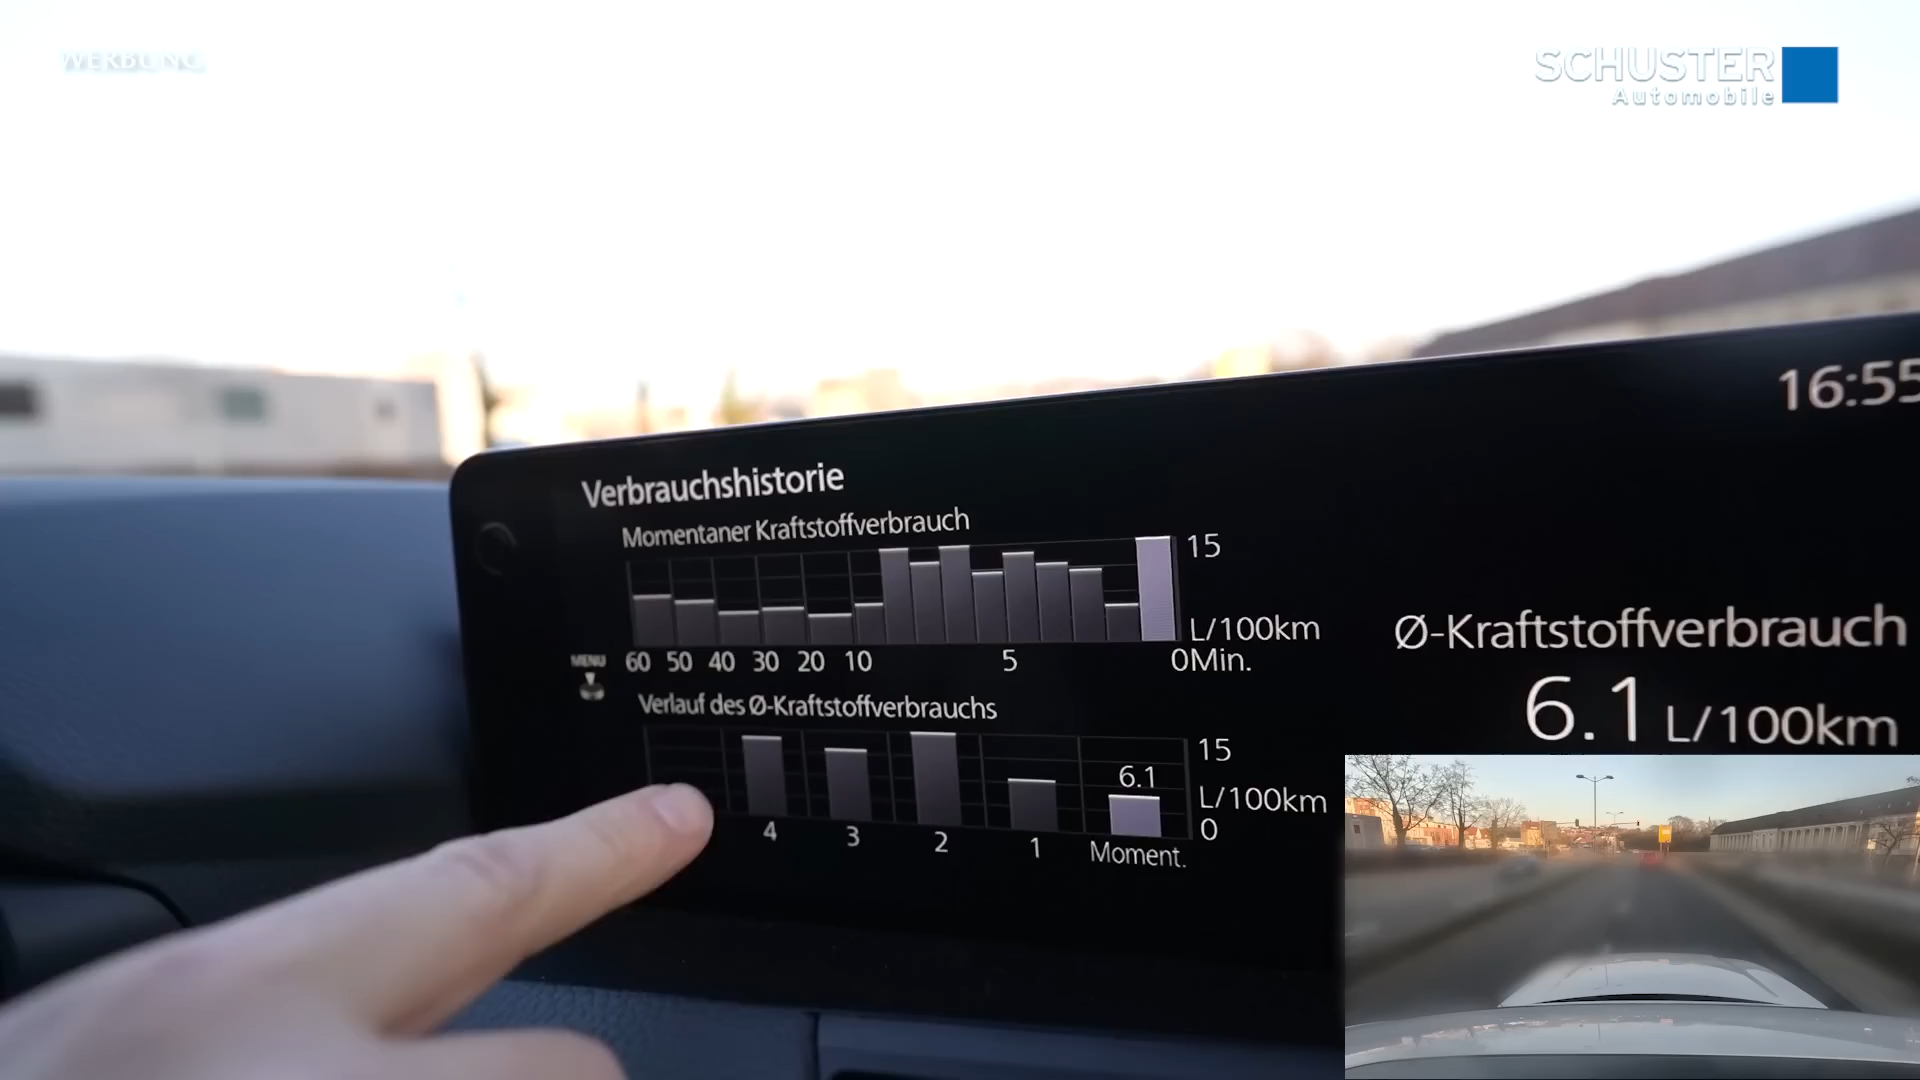 WERBUNG
SCHUSTER
Automobile
16:55
Verbrauchshistorie
Momentaner Kraftstoffverbrauch
15
L/100km
MENU 60 50 40 30 20 10 5 0Min.
Verlauf des Ø-Kraftstoffverbrauchs
15
6.1
L/100km
0
4 3 2 1 Moment.
Ø-Kraftstoffverbrauch
6.1 L/100km